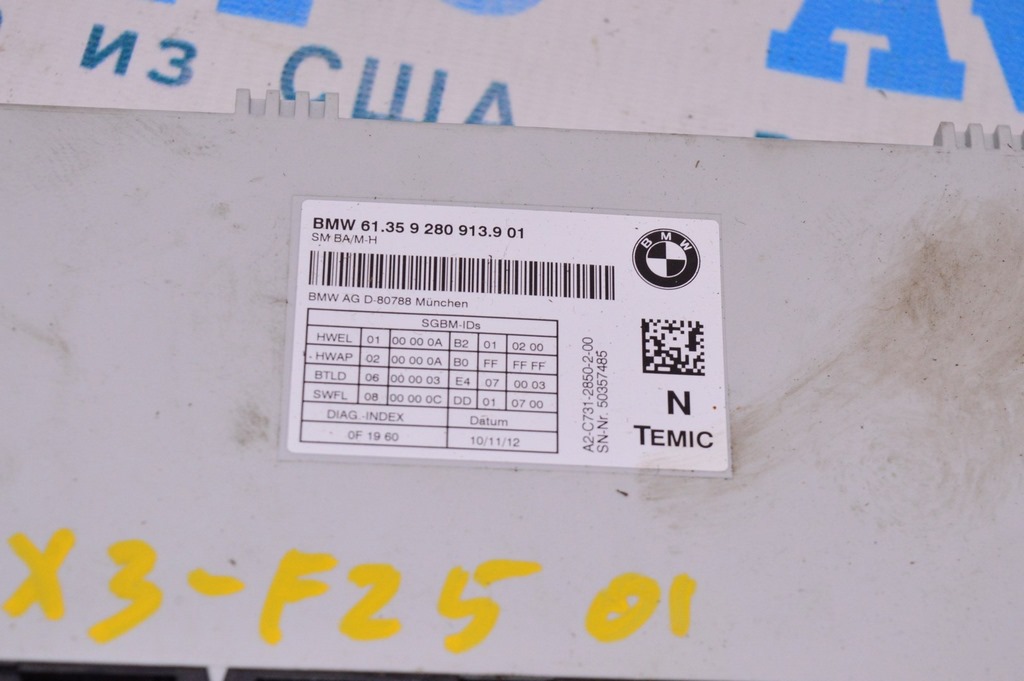 из США
BMW 61.35 9 280 913.9 01
SM BA/M-H
BMW
BMW AG D-80788 München
SGBM-IDs
HWEL 01 00 00 0A B2 01 02 00
HWAP 02 00 00 0A B0 FF FF FF
BTLD 06 00 00 03 E4 07 00 03
SWFL 08 00 00 0C DD 01 07 00
DIAG.-INDEX Datum
0F 19 60 10/11/12
A2-C731-2850-2-00
SN-Nr. 50357485
N
TEMIC
X3-F25 01